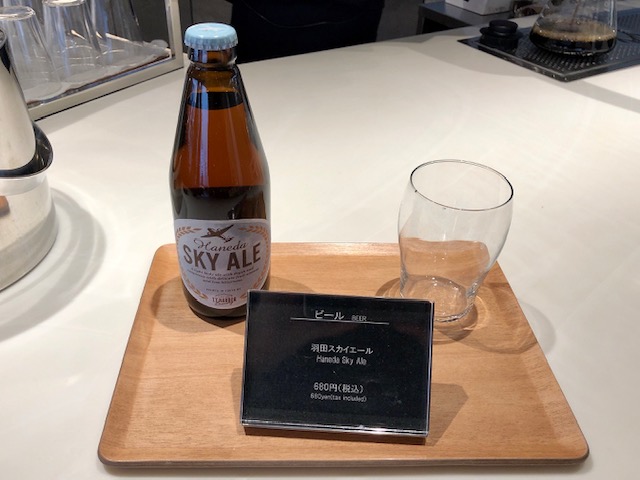 Haneda
SKY ALE
ビール BEER
羽田スカイエール
Haneda Sky Ale
680円(税込)
680yen(tax included)